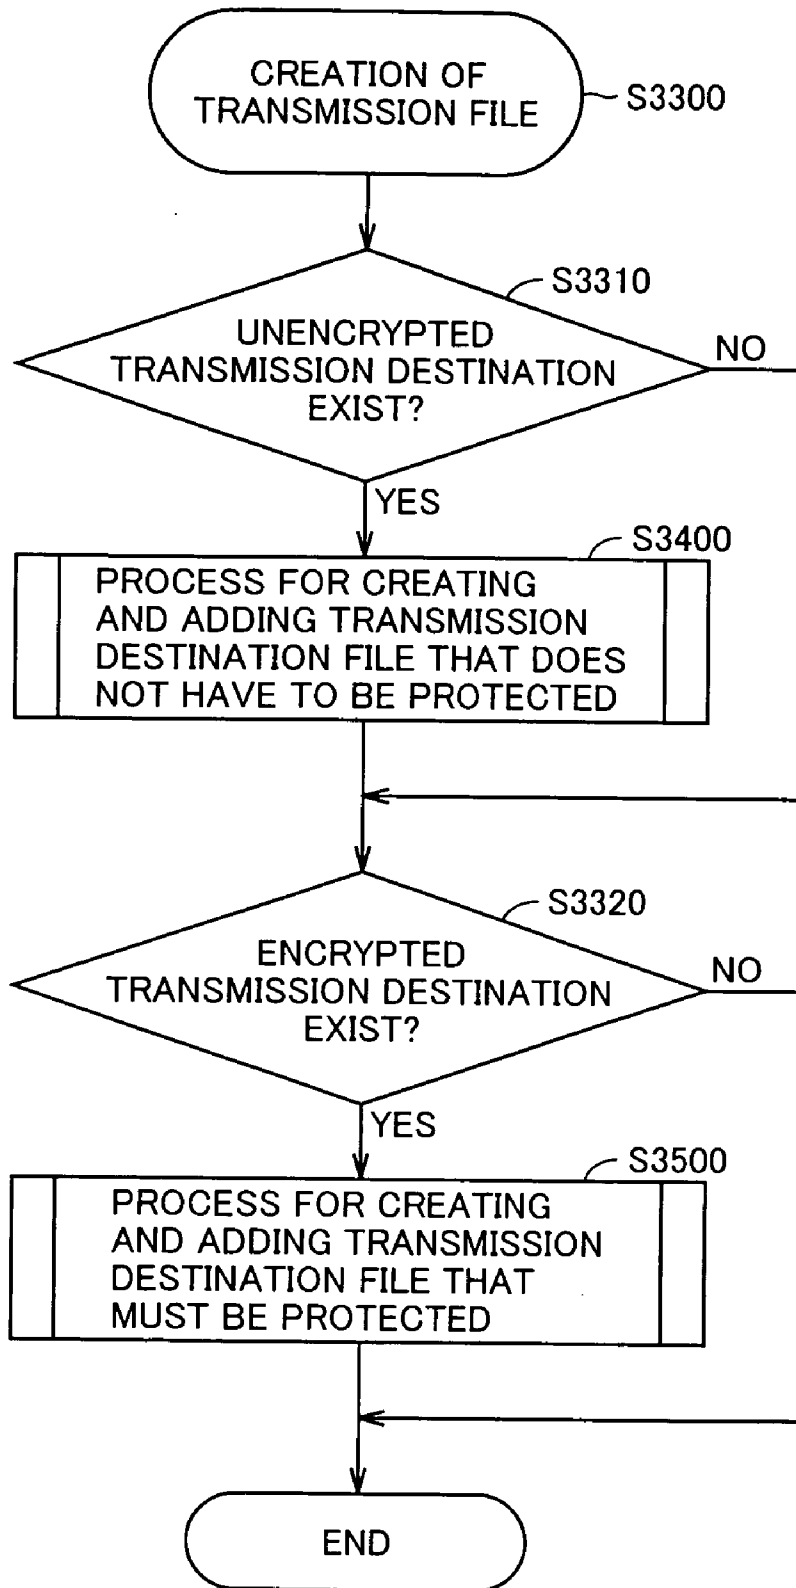 CREATION OF
TRANSMISSION FILE
S3300
S3310
UNENCRYPTED
TRANSMISSION DESTINATION
EXIST?
NO
YES
S3400
PROCESS FOR CREATING
AND ADDING TRANSMISSION
DESTINATION FILE THAT DOES
NOT HAVE TO BE PROTECTED
S3320
ENCRYPTED
TRANSMISSION DESTINATION
EXIST?
NO
YES
S3500
PROCESS FOR CREATING
AND ADDING TRANSMISSION
DESTINATION FILE THAT
MUST BE PROTECTED
END